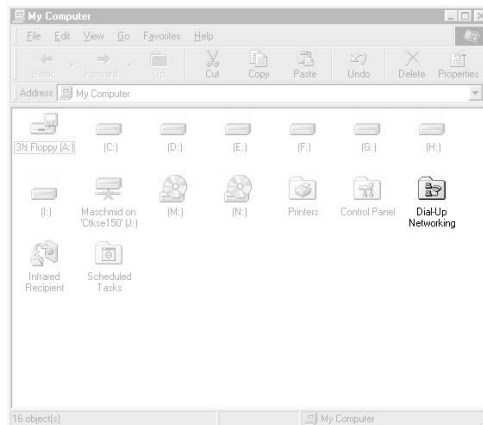 My Computer
File Edit View Go Favorites Help
Back Forward Up Cut Copy Paste Undo Delete Properties
Address My Computer
3½ Floppy (A:) (C:) (D:) (E:) (F:) (G:) (H:)
(I:) Maschmid on 'Ctkse150' (J:) (M:) (N:) Printers Control Panel Dial-Up Networking
Infrared Recipient Scheduled Tasks
16 object(s) My Computer